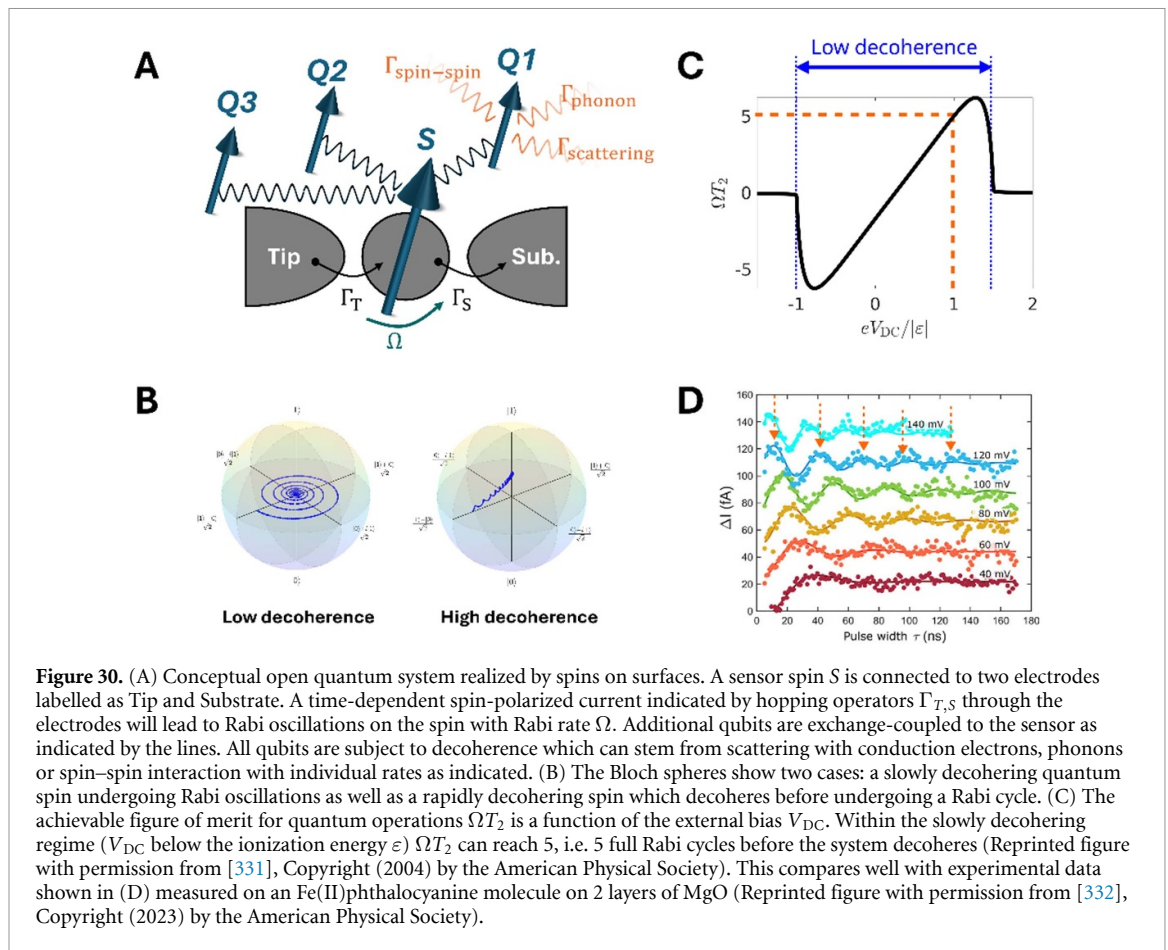 A
Q3
Q2
Q1
S
Γspin−spin
Γphonon
Γscattering
Tip
Sub.
ΓT
ΓS
Ω
C
Low decoherence
5
0
-5
ΩT2
-1
0
1
2
eVDC/|ε|
B
Low decoherence
High decoherence
D
160
140
120
100
80
60
40
20
0
ΔI (fA)
140 mV
120 mV
100 mV
80 mV
60 mV
40 mV
0 20 40 60 80 100 120 140 160 180
Pulse width τ (ns)
Figure 30. (A) Conceptual open quantum system realized by spins on surfaces. A sensor spin S is connected to two electrodes
labelled as Tip and Substrate. A time-dependent spin-polarized current indicated by hopping operators ΓT,S through the
electrodes will lead to Rabi oscillations on the spin with Rabi rate Ω. Additional qubits are exchange-coupled to the sensor as
indicated by the lines. All qubits are subject to decoherence which can stem from scattering with conduction electrons, phonons
or spin–spin interaction with individual rates as indicated. (B) The Bloch spheres show two cases: a slowly decohering quantum
spin undergoing Rabi oscillations as well as a rapidly decohering spin which decoheres before undergoing a Rabi cycle. (C) The
achievable figure of merit for quantum operations ΩT2 is a function of the external bias VDC. Within the slowly decohering
regime (VDC below the ionization energy ε) ΩT2 can reach 5, i.e. 5 full Rabi cycles before the system decoheres (Reprinted figure
with permission from [331], Copyright (2004) by the American Physical Society). This compares well with experimental data
shown in (D) measured on an Fe(II)phthalocyanine molecule on 2 layers of MgO (Reprinted figure with permission from [332],
Copyright (2023) by the American Physical Society).